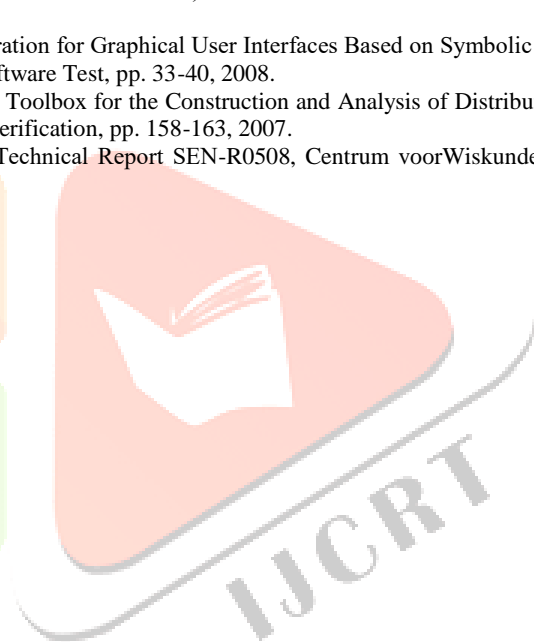 ration for Graphical User Interfaces Based on Symbolic
ftware Test, pp. 33-40, 2008.
Toolbox for the Construction and Analysis of Distribu
erification, pp. 158-163, 2007.
Technical Report SEN-R0508, Centrum voorWiskunde
IJCRT